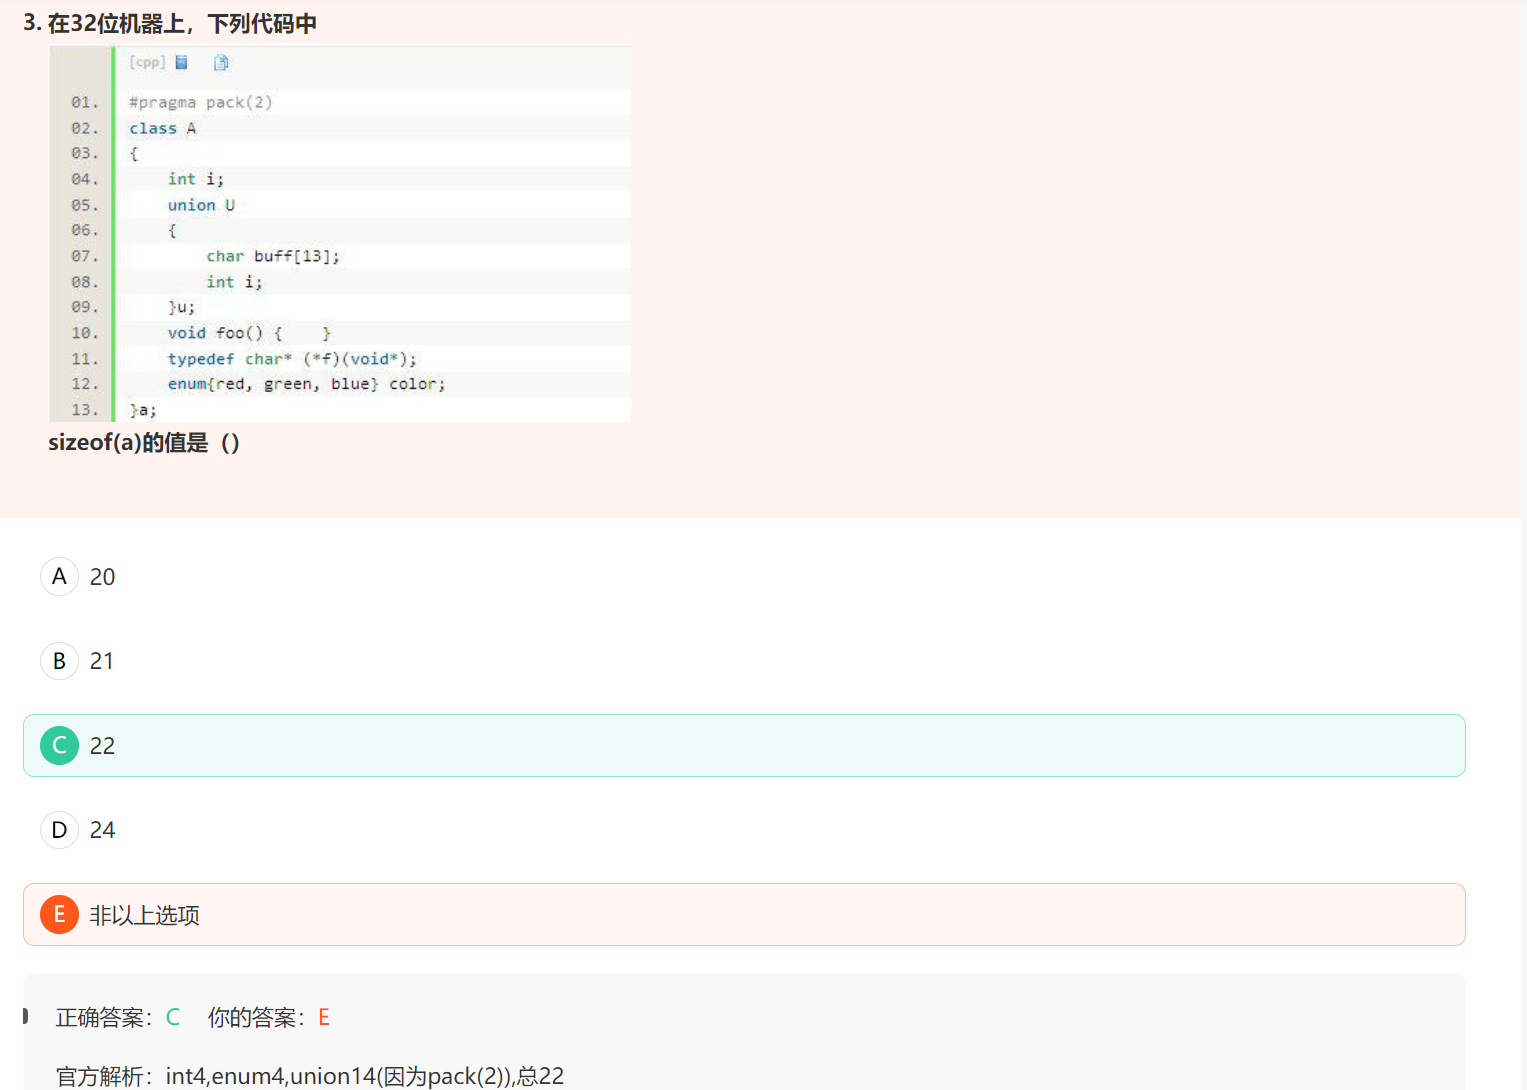 3. 在32位机器上，下列代码中
[cpp]
01. #pragma pack(2)
02. class A
03. {
04.     int i;
05.     union U
06.     {
07.         char buff[13];
08.         int i;
09.     }u;
10.     void foo() {    }
11.     typedef char* (*f)(void*);
12.     enum{red, green, blue} color;
13. }a;
sizeof(a)的值是（）
A 20
B 21
C 22
D 24
E 非以上选项
正确答案：C 你的答案：E
官方解析：int4,enum4,union14(因为pack(2)),总22